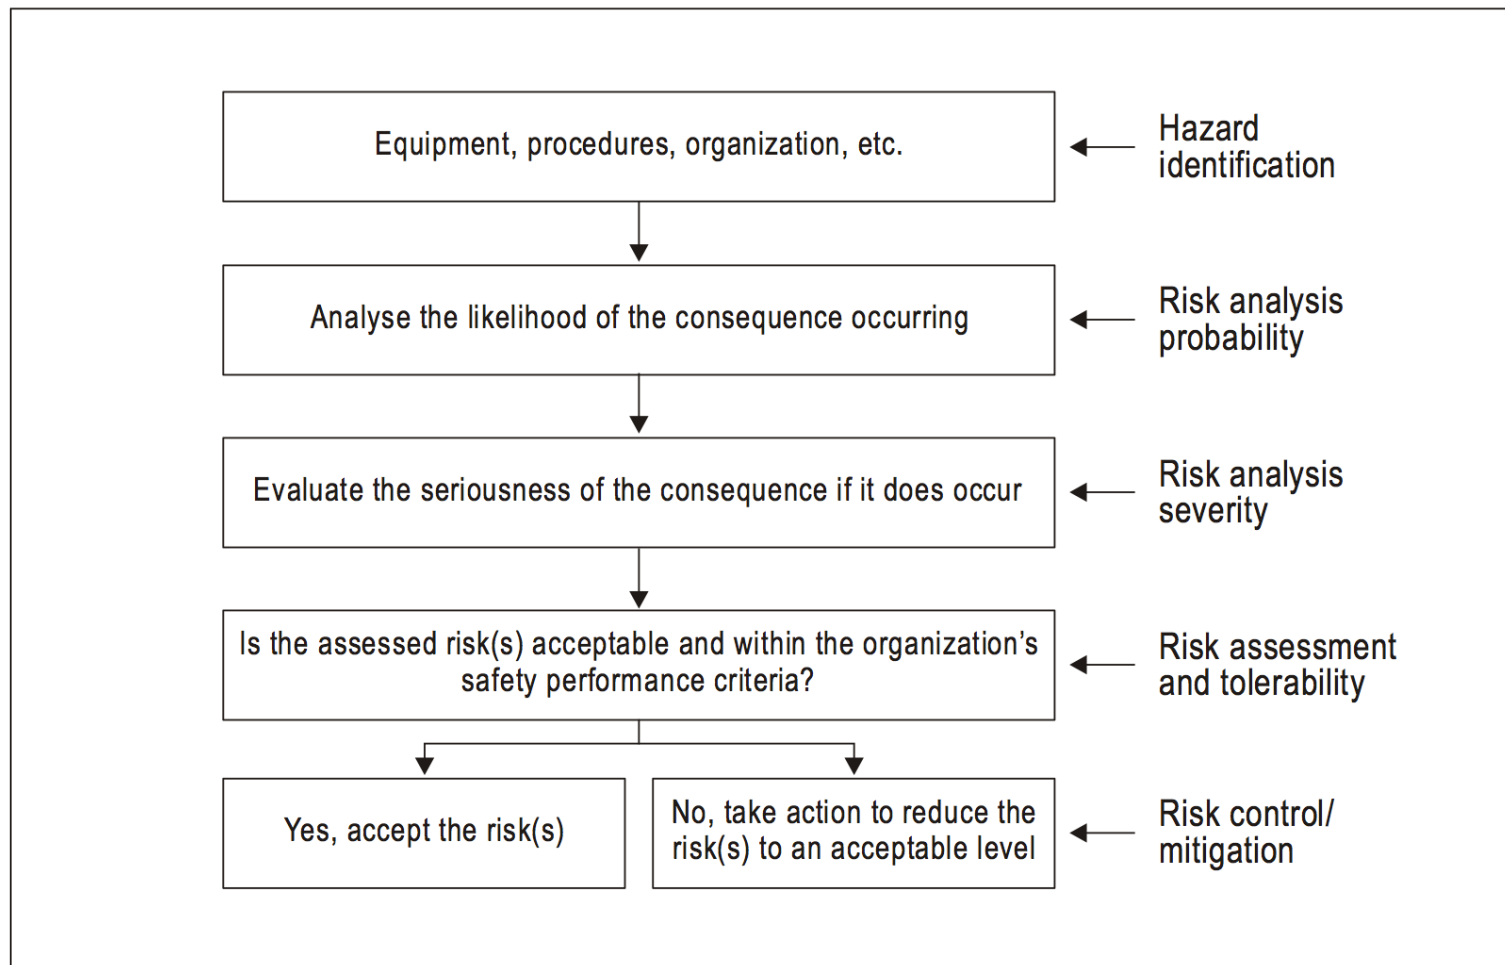 Equipment, procedures, organization, etc.
Hazard
identification
Analyse the likelihood of the consequence occurring
Risk analysis
probability
Evaluate the seriousness of the consequence if it does occur
Risk analysis
severity
Is the assessed risk(s) acceptable and within the organization’s
safety performance criteria?
Risk assessment
and tolerability
Yes, accept the risk(s)
No, take action to reduce the
risk(s) to an acceptable level
Risk control/
mitigation